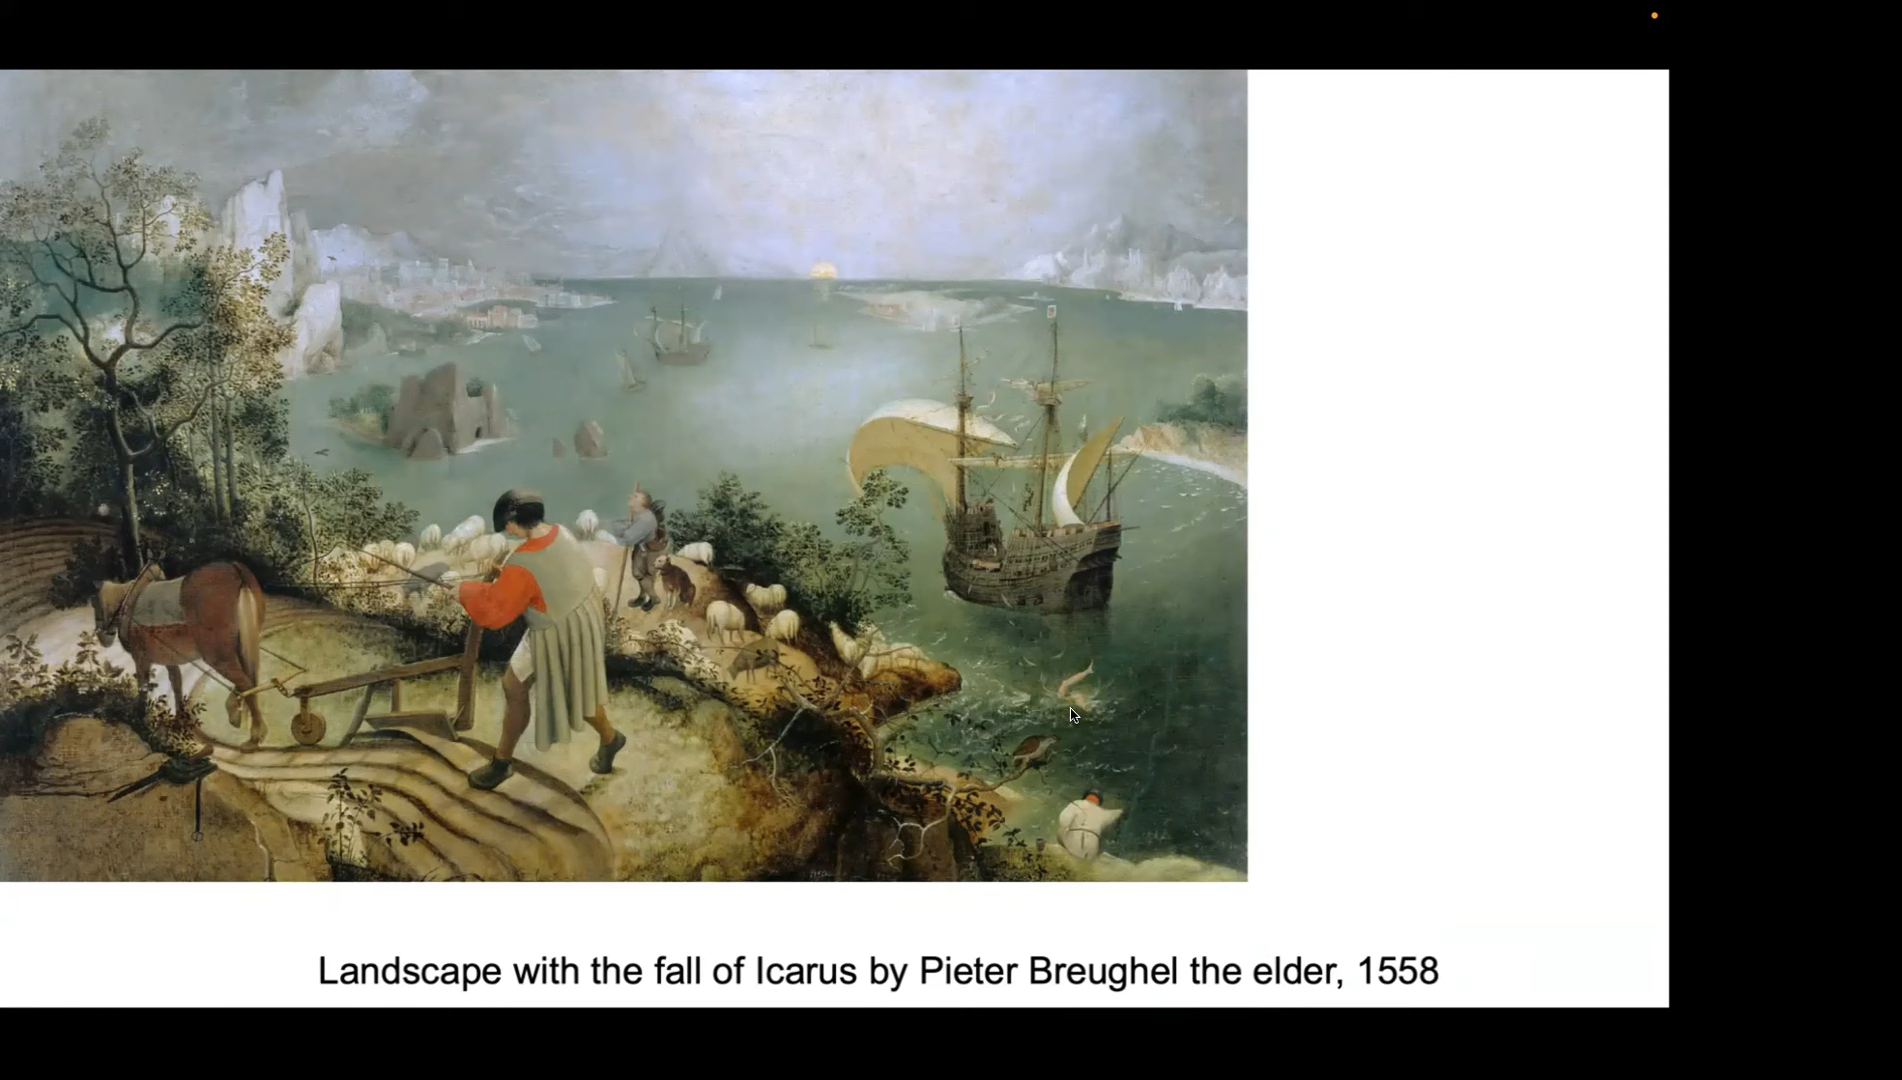 Landscape with the fall of Icarus by Pieter Breughel the elder, 1558